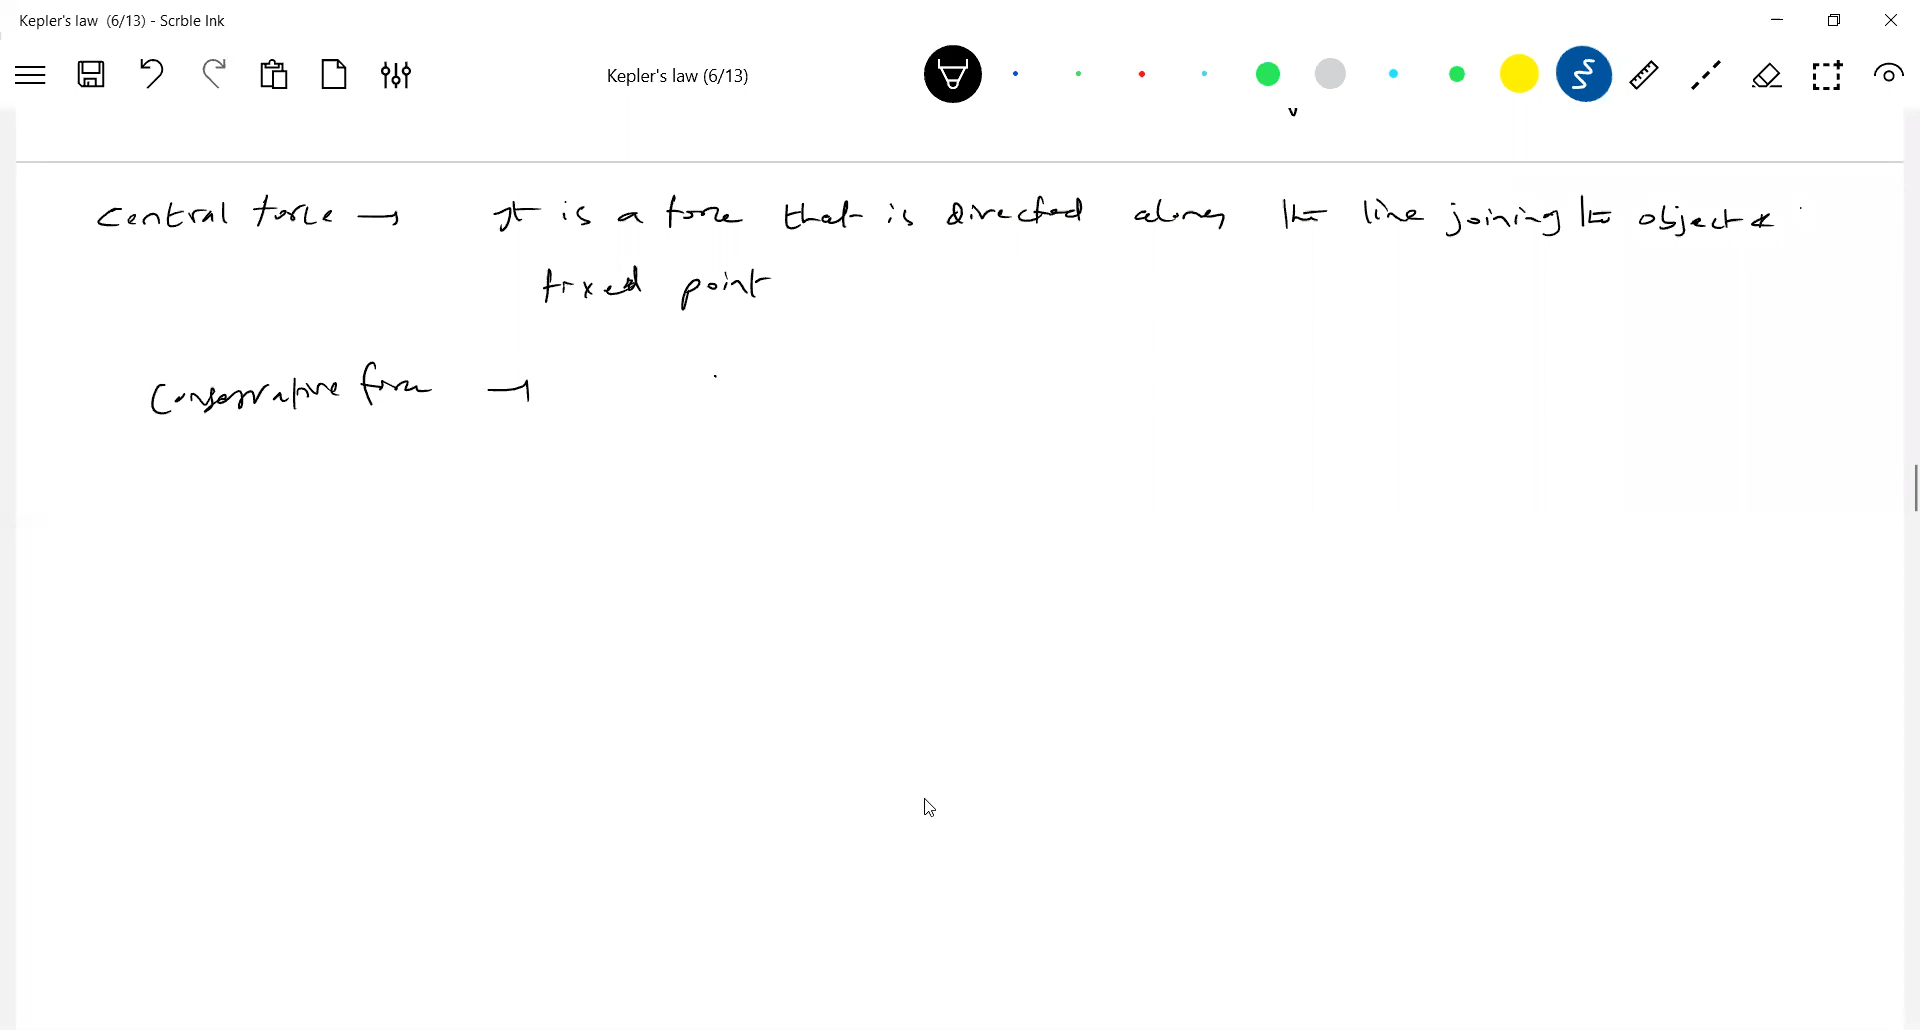 Kepler's law (6/13) - Scrble Ink
Kepler's law (6/13)
Central force → It is a force that is directed along the line joining the object &
fixed point
Conservative force →